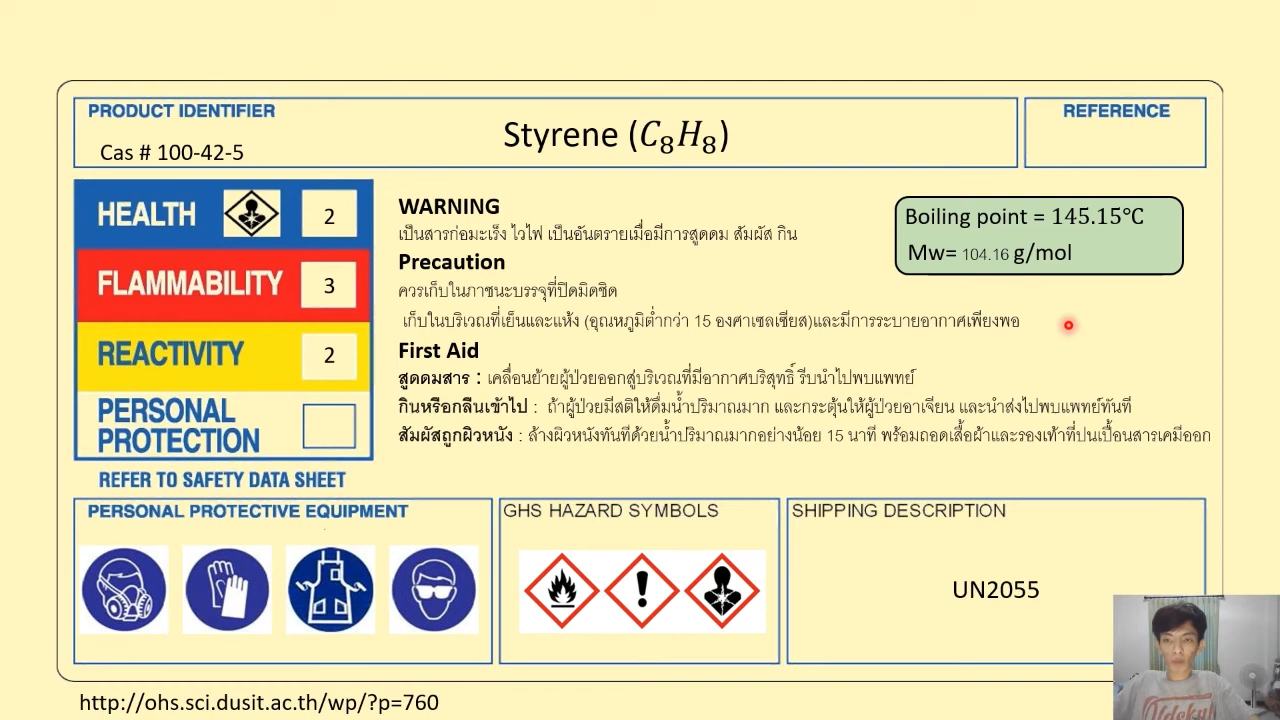 PRODUCT IDENTIFIER
Cas # 100-42-5
Styrene (C₈H₈)
REFERENCE
HEALTH 2
FLAMMABILITY 3
REACTIVITY 2
PERSONAL
PROTECTION
REFER TO SAFETY DATA SHEET
WARNING
เป็นสารก่อมะเร็ง ไวไฟ เป็นอันตรายเมื่อมีการสูดดม สัมผัส กิน
Precaution
ควรเก็บในภาชนะบรรจุที่ปิดมิดชิด
เก็บในบริเวณที่เย็นและแห้ง (อุณหภูมิต่ำกว่า 15 องศาเซลเซียส)และมีการระบายอากาศเพียงพอ
First Aid
สูดดมสาร : เคลื่อนย้ายผู้ป่วยออกสู่บริเวณที่มีอากาศบริสุทธิ์ รีบนำไปพบแพทย์
กินหรือกลืนเข้าไป : ถ้าผู้ป่วยมีสติให้ดื่มน้ำปริมาณมาก และกระตุ้นให้ผู้ป่วยอาเจียน และนำส่งไปพบแพทย์ทันที
สัมผัสถูกผิวหนัง : ล้างผิวหนังทันทีด้วยน้ำปริมาณมากอย่างน้อย 15 นาที พร้อมถอดเสื้อผ้าและรองเท้าที่ปนเปื้อนสารเคมีออก
Boiling point = 145.15℃
Mw= 104.16 g/mol
PERSONAL PROTECTIVE EQUIPMENT
GHS HAZARD SYMBOLS
SHIPPING DESCRIPTION
UN2055
http://ohs.sci.dusit.ac.th/wp/?p=760